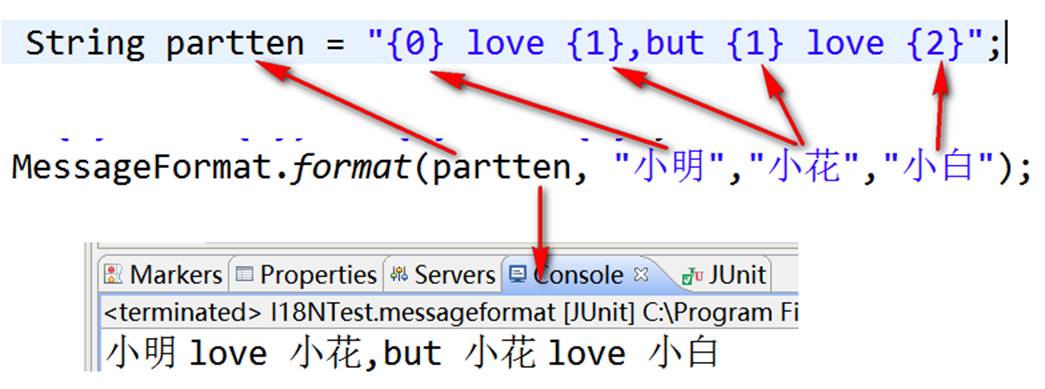 String partten = "{0} love {1},but {1} love {2}";
MessageFormat.format(partten, "小明","小花","小白");
Markers Properties Servers Console JUnit
<terminated> I18NTest.messageformat [JUnit] C:\Program Fi
小明 love 小花,but 小花 love 小白